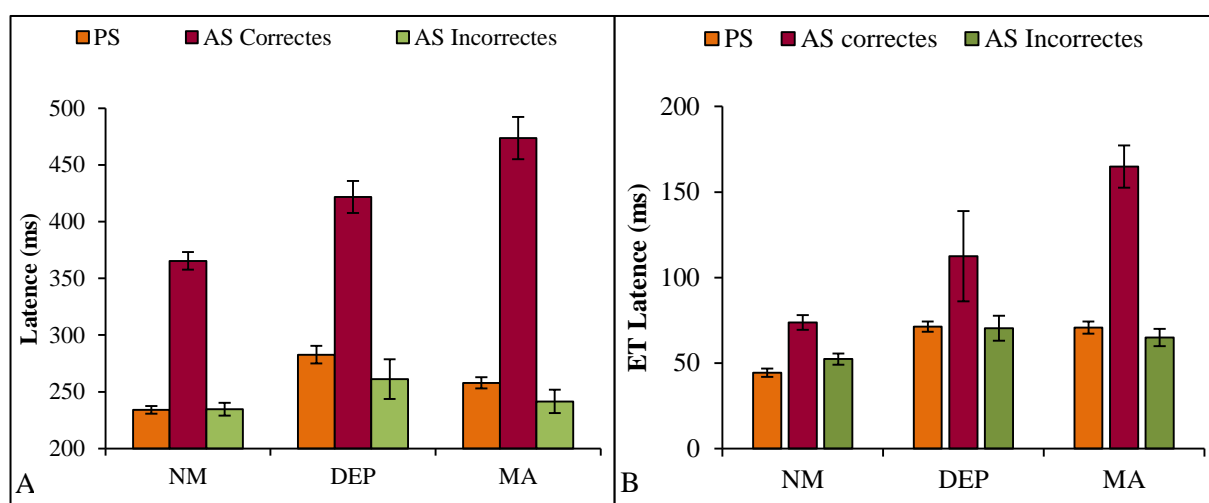 PS AS Correctes AS Incorrectes
Latence (ms)
500
450
400
350
300
250
200
NM DEP MA
A
PS AS correctes AS Incorrectes
ET Latence (ms)
200
150
100
50
0
NM DEP MA
B